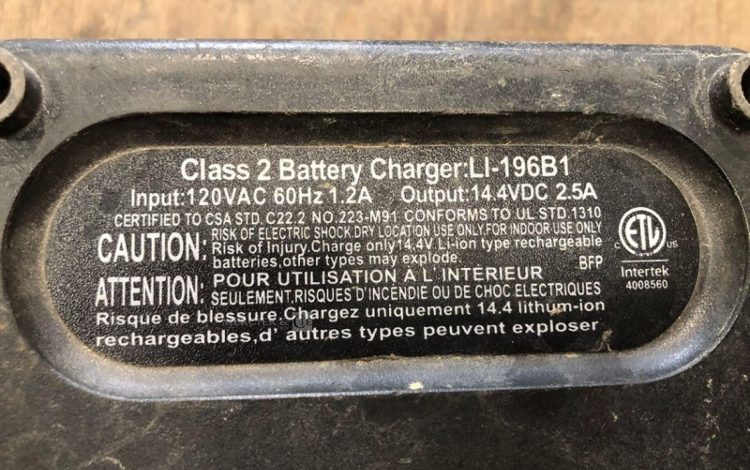 Class 2 Battery Charger:LI-196B1
Input:120VAC 60Hz 1.2A Output:14.4VDC 2.5A
CERTIFIED TO CSA STD. C22.2 NO.223-M91 CONFORMS TO UL STD.1310
CAUTION: RISK OF ELECTRIC SHOCK.DRY LOCATION USE ONLY.FOR INDOOR USE ONLY
Risk of Injury.Charge only14.4V Li-ion type rechargeable
batteries,other types may explode. BFP
ATTENTION: POUR UTILISATION À L' INTÉRIEUR
SEULEMENT,RISQUES D'INCENDIE OU DE CHOC ELECTRIQUES
Risque de blessure.Chargez uniquement 14.4 lithum-ion
rechargeables,d' autres types peuvent exploser
C ETL US
LISTED
Intertek
4008560